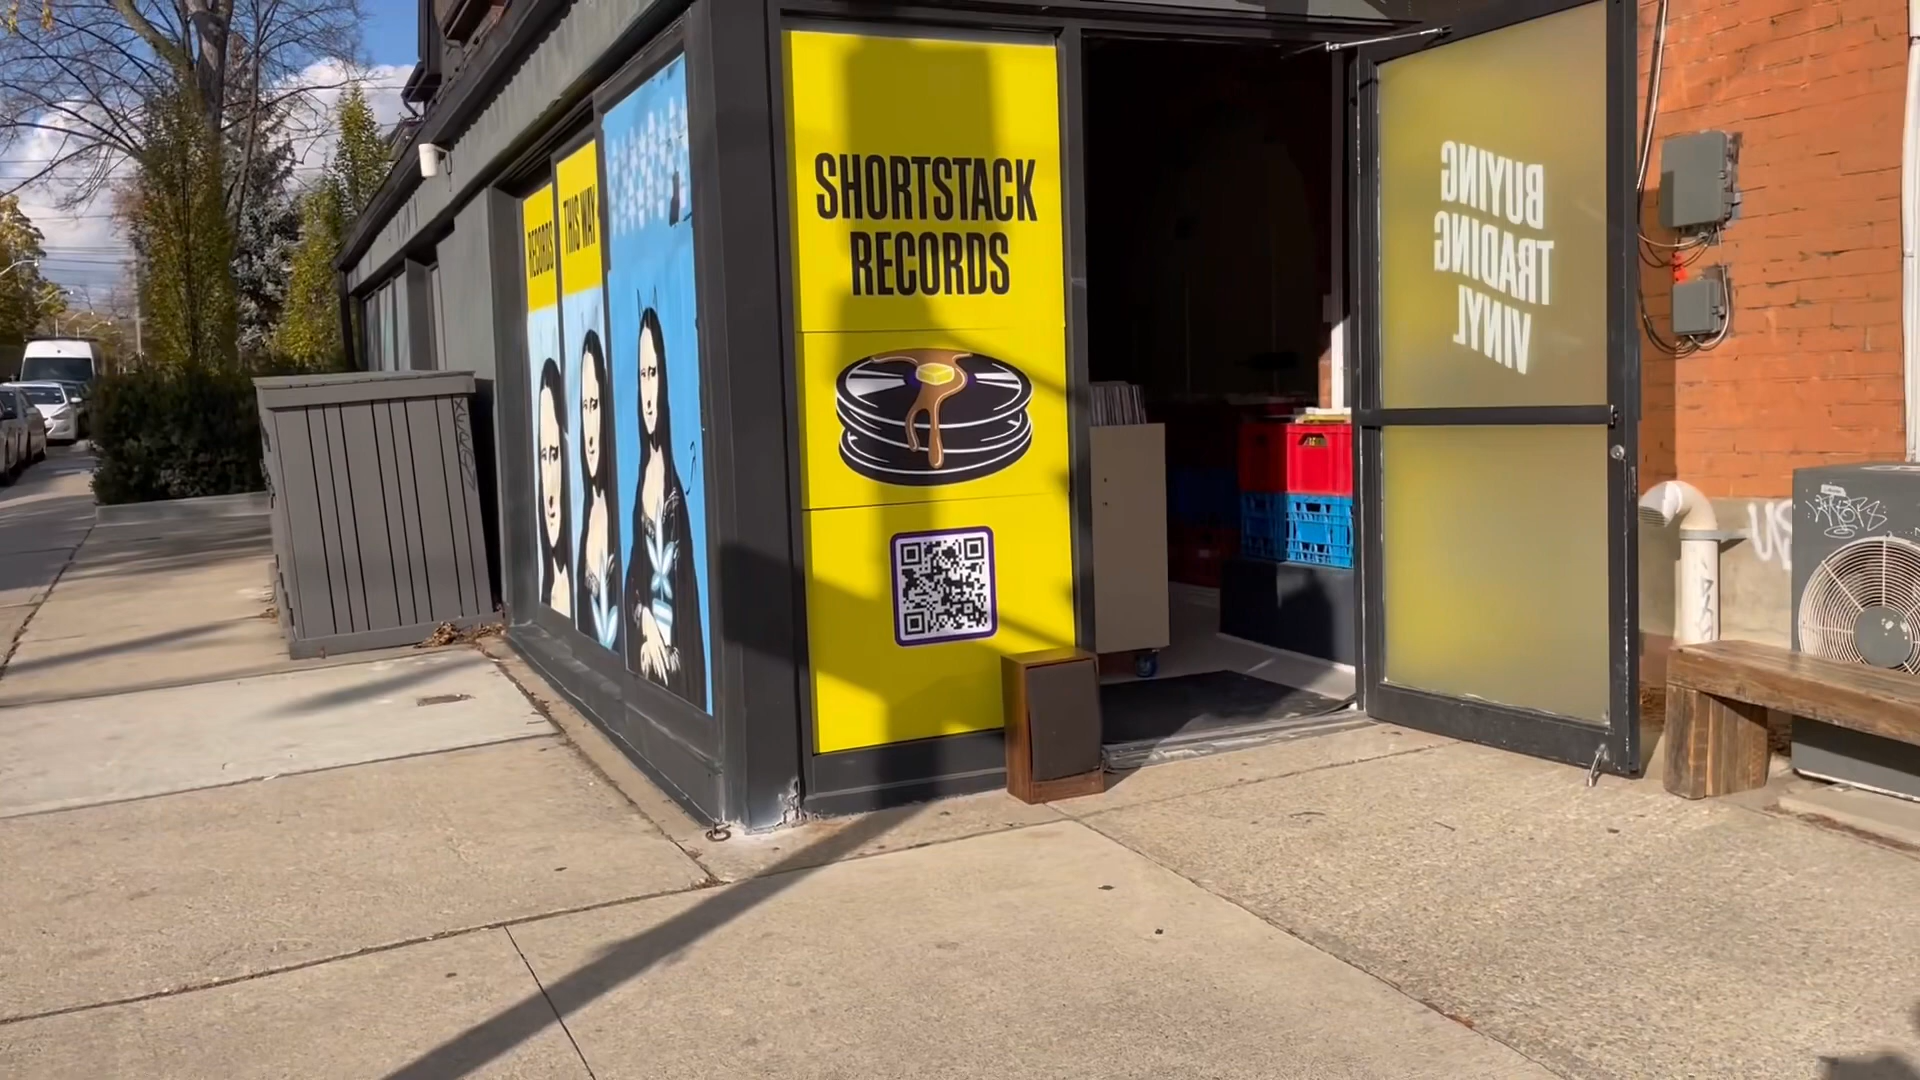 RECORDS
THIS WAY
SHORTSTACK
RECORDS
BUYING
TRADING
VINYL